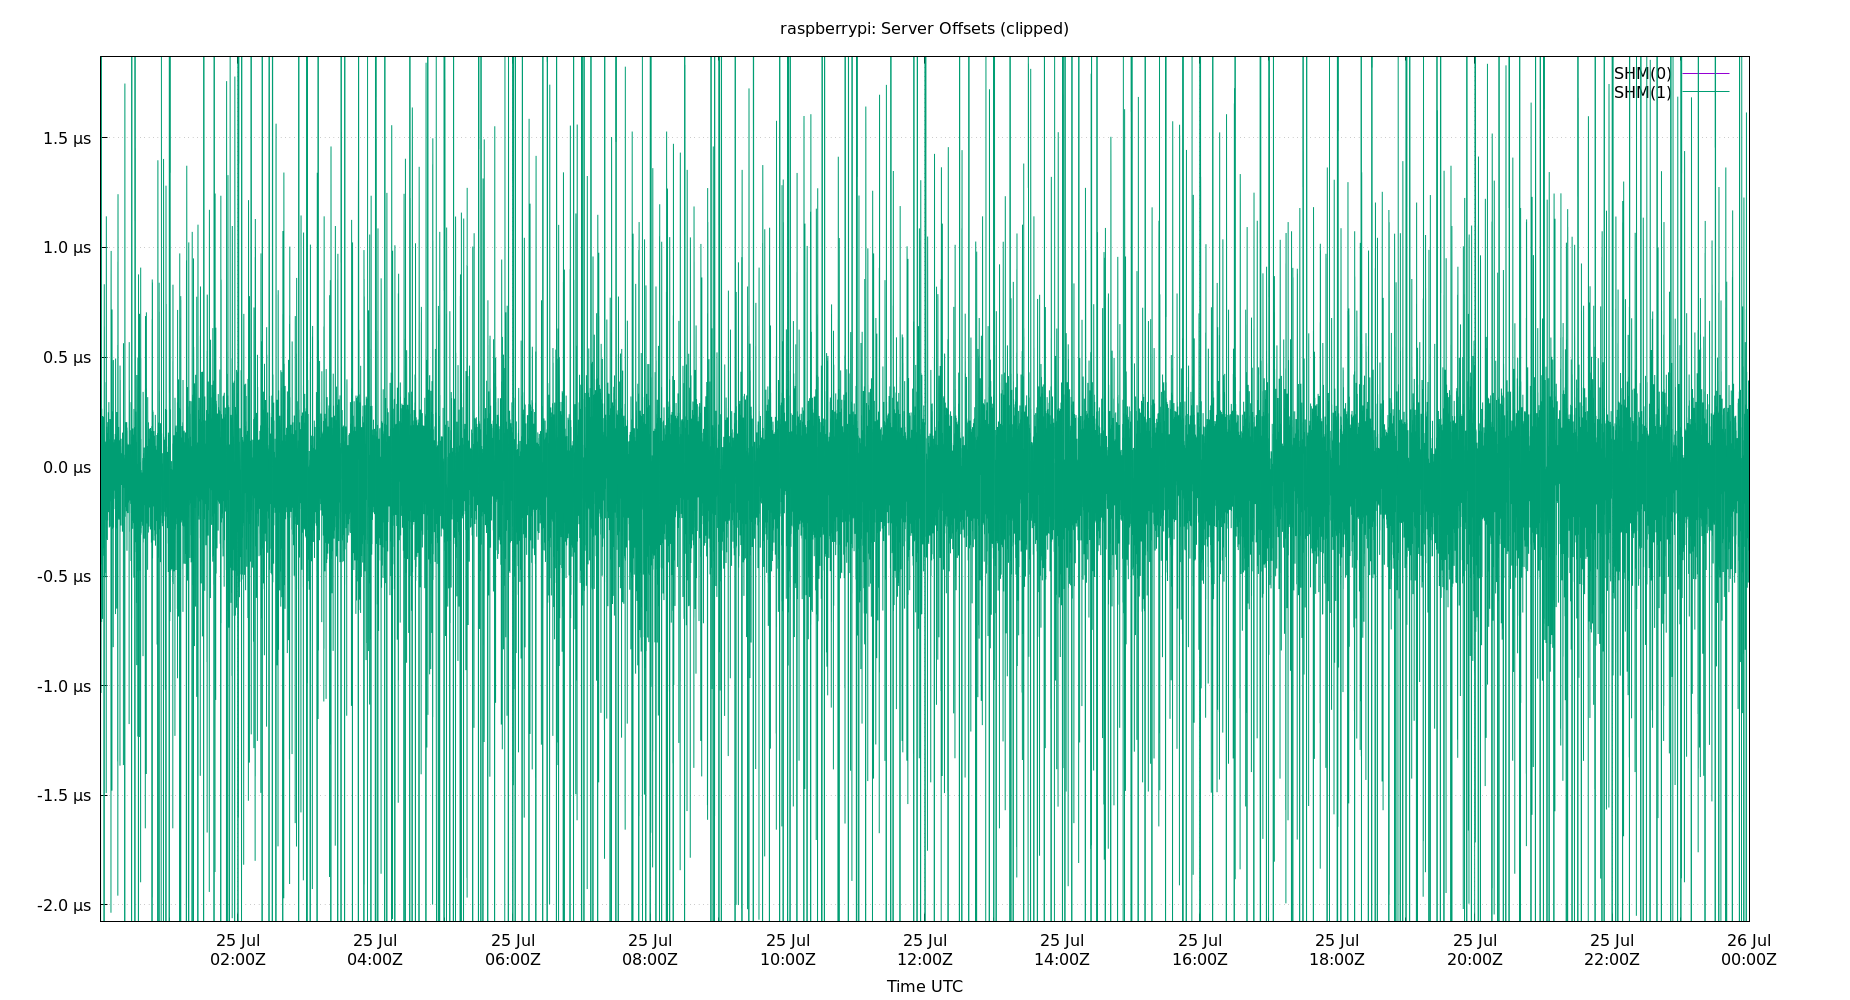 raspberrypi: Server Offsets (clipped)
SHM(0)
SHM(1)
1.5 µs
1.0 µs
0.5 µs
0.0 µs
-0.5 µs
-1.0 µs
-1.5 µs
-2.0 µs
25 Jul 25 Jul 25 Jul 25 Jul 25 Jul 25 Jul 25 Jul 25 Jul 25 Jul 25 Jul 25 Jul 26 Jul
02:00Z 04:00Z 06:00Z 08:00Z 10:00Z 12:00Z 14:00Z 16:00Z 18:00Z 20:00Z 22:00Z 00:00Z
Time UTC